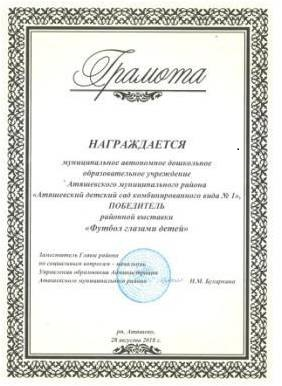 Грамота
НАГРАЖДАЕТСЯ
муниципальное автономное дошкольное
образовательное учреждение
Атяшевского муниципального района
«Атяшевский детский сад комбинированного вида № 1»,
ПОБЕДИТЕЛЬ
районной выставки
«Футбол глазами детей»
Заместитель Главы района
по социальным вопросам - начальник
Управления образования Администрации
Атяшевского муниципального района
рп. Атяшево,
28 августа 2018 г.